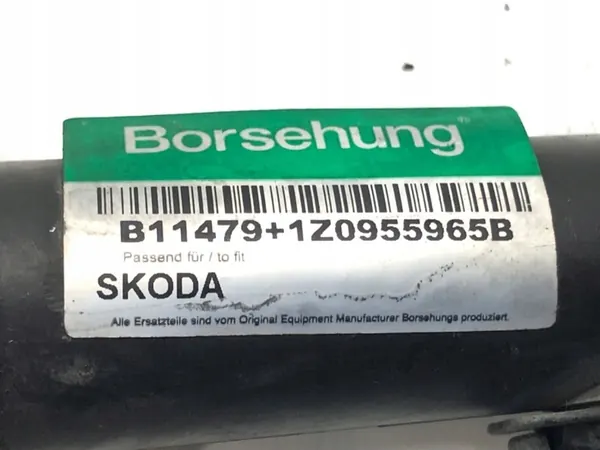 Borsehung
B11479+1Z0955965B
Passend für / to fit
SKODA
Alle Ersatzteile sind vom Original Equipment Manufacturer Borsehungs produziert.